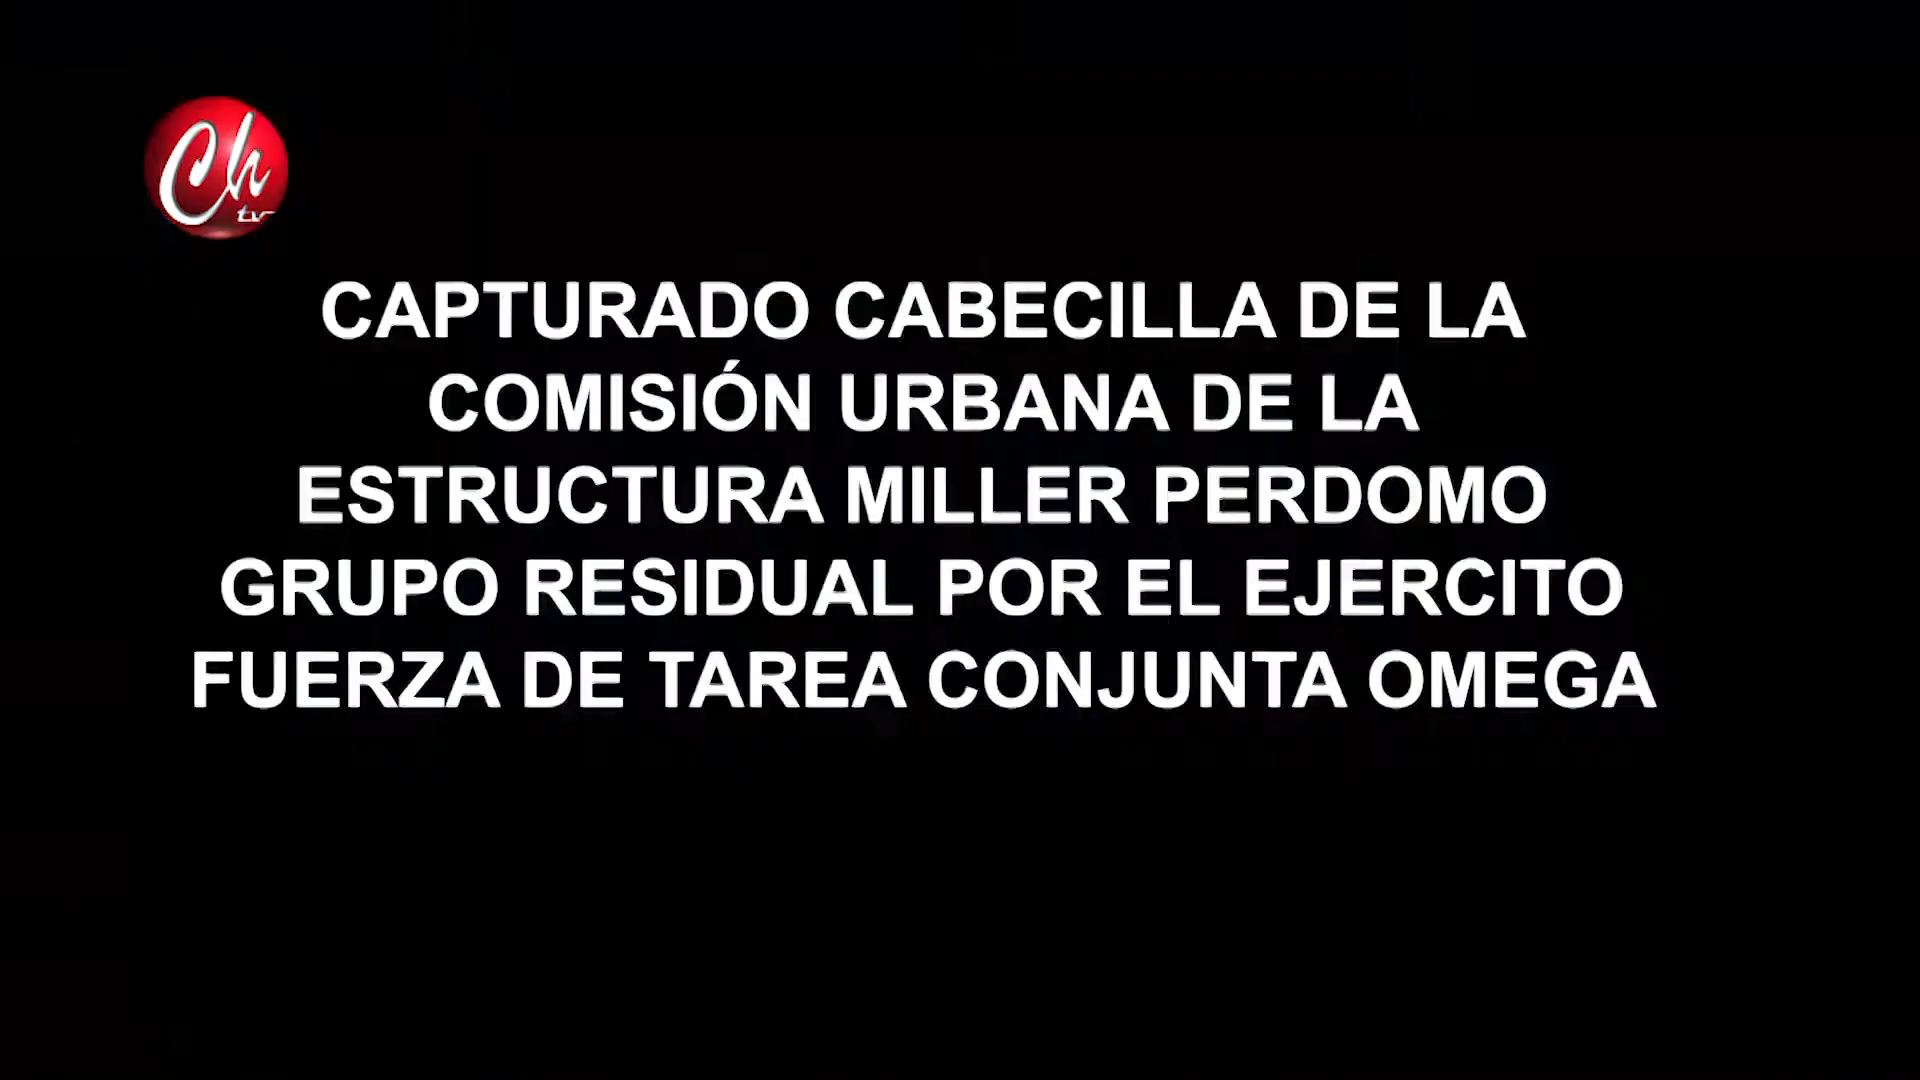 Ch
tv
CAPTURADO CABECILLA DE LA
COMISIÓN URBANA DE LA
ESTRUCTURA MILLER PERDOMO
GRUPO RESIDUAL POR EL EJERCITO
FUERZA DE TAREA CONJUNTA OMEGA